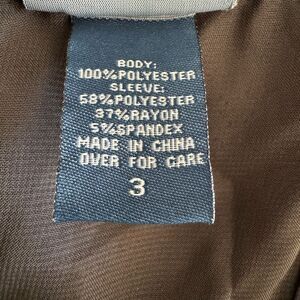 BODY:
100%POLYESTER
SLEEVE:
58%POLYESTER
37%RAYON
5%SPANDEX
MADE IN CHINA
OVER FOR CARE
3